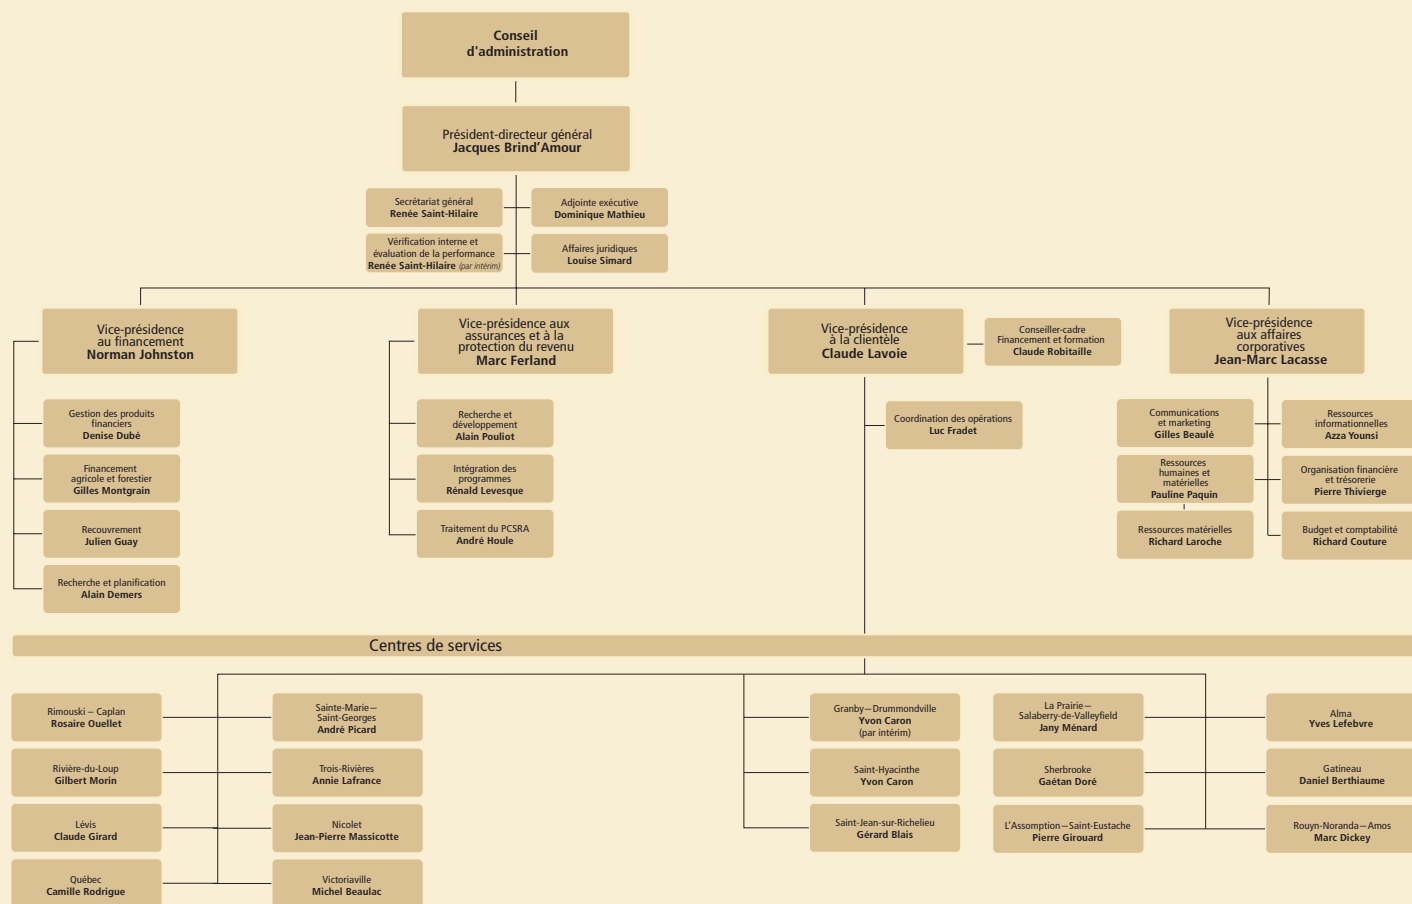 Conseil
d'administration
Président-directeur général
Jacques Brind'Amour
Secrétariat général
Renée Saint-Hilaire
Adjointe exécutive
Dominique Mathieu
Vérification interne et
évaluation de la performance
Renée Saint-Hilaire (par intérim)
Affaires juridiques
Louise Simard
Vice-présidence
au financement
Norman Johnston
Vice-présidence aux
assurances et à la
protection du revenu
Marc Ferland
Vice-présidence
à la clientèle
Claude Lavoie
Conseiller-cadre
Financement et formation
Claude Robitaille
Vice-présidence
aux affaires
corporatives
Jean-Marc Lacasse
Gestion des produits
financiers
Denise Dubé
Financement
agricole et forestier
Gilles Montgrain
Recouvrement
Julien Guay
Recherche et planification
Alain Demers
Recherche et
développement
Alain Pouliot
Intégration des
programmes
Rénald Levesque
Traitement du PCSRA
André Houle
Coordination des opérations
Luc Fradet
Communications
et marketing
Gilles Beaulé
Ressources
humaines et
matérielles
Pauline Paquin
Ressources matérielles
Richard Laroche
Ressources
informationnelles
Azza Younsi
Organisation financière
et trésorerie
Pierre Thivierge
Budget et comptabilité
Richard Couture
Centres de services
Rimouski – Caplan
Rosaire Ouellet
Rivière-du-Loup
Gilbert Morin
Lévis
Claude Girard
Québec
Camille Rodrigue
Sainte-Marie–
Saint-Georges
André Picard
Trois-Rivières
Annie Lafrance
Nicolet
Jean-Pierre Massicotte
Victoriaville
Michel Beaulac
Granby–Drummondville
Yvon Caron
(par intérim)
Saint-Hyacinthe
Yvon Caron
Saint-Jean-sur-Richelieu
Gérard Blais
La Prairie–
Salaberry-de-Valleyfield
Jany Ménard
Sherbrooke
Gaétan Doré
L'Assomption–Saint-Eustache
Pierre Girouard
Alma
Yves Lefebvre
Gatineau
Daniel Berthiaume
Rouyn-Noranda–Amos
Marc Dickey